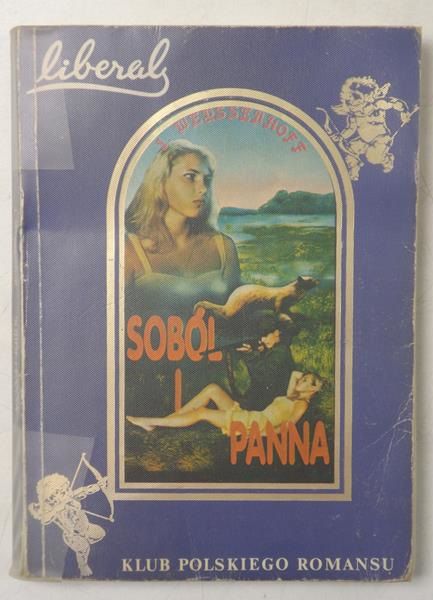 liberal
J WEYSSENHOFF
SOBÓL
I
PANNA
KLUB POLSKIEGO ROMANSU